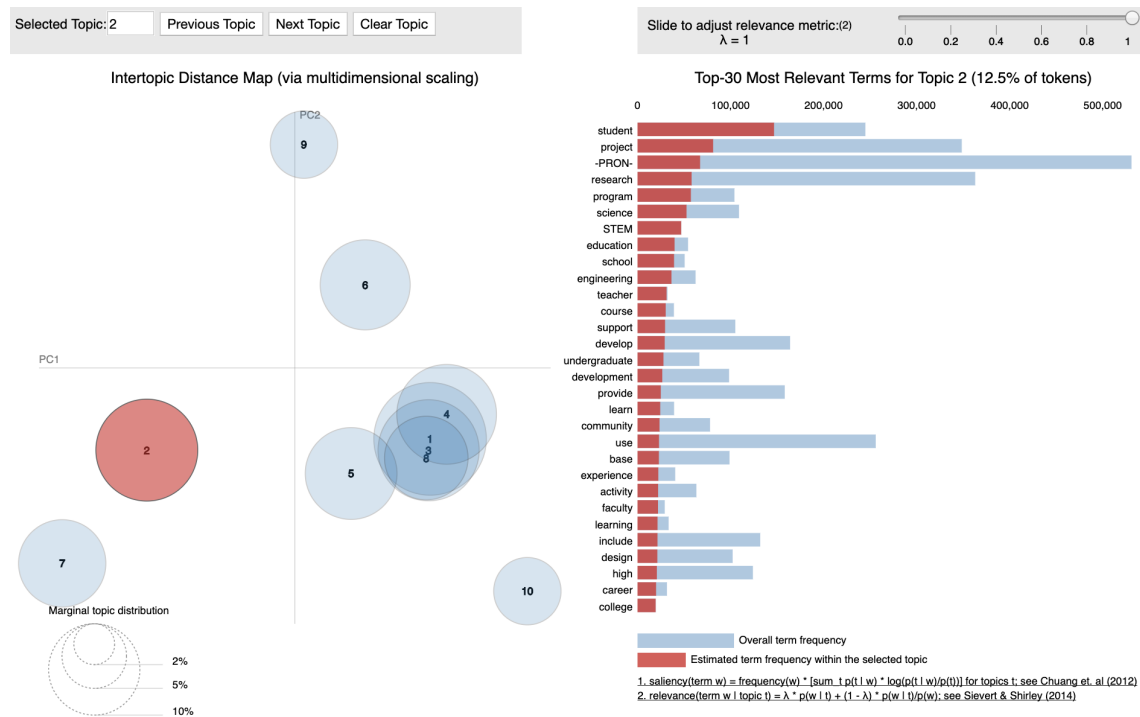 Selected Topic: 2 Previous Topic Next Topic Clear Topic
Slide to adjust relevance metric:(2)
λ = 1
0.0 0.2 0.4 0.6 0.8 1
Intertopic Distance Map (via multidimensional scaling)
PC2
PC1
9
6
4
1
3
8
5
2
7
10
Marginal topic distribution
2%
5%
10%
Top-30 Most Relevant Terms for Topic 2 (12.5% of tokens)
0 100,000 200,000 300,000 400,000 500,000
student
project
-PRON-
research
program
science
STEM
education
school
engineering
teacher
course
support
develop
undergraduate
development
provide
learn
community
use
base
experience
activity
faculty
learning
include
design
high
career
college
Overall term frequency
Estimated term frequency within the selected topic
1. saliency(term w) = frequency(w) * [sum_t p(t | w) * log(p(t | w)/p(t))] for topics t; see Chuang et. al (2012)
2. relevance(term w | topic t) = λ * p(w | t) + (1 - λ) * p(w | t)/p(w); see Sievert & Shirley (2014)